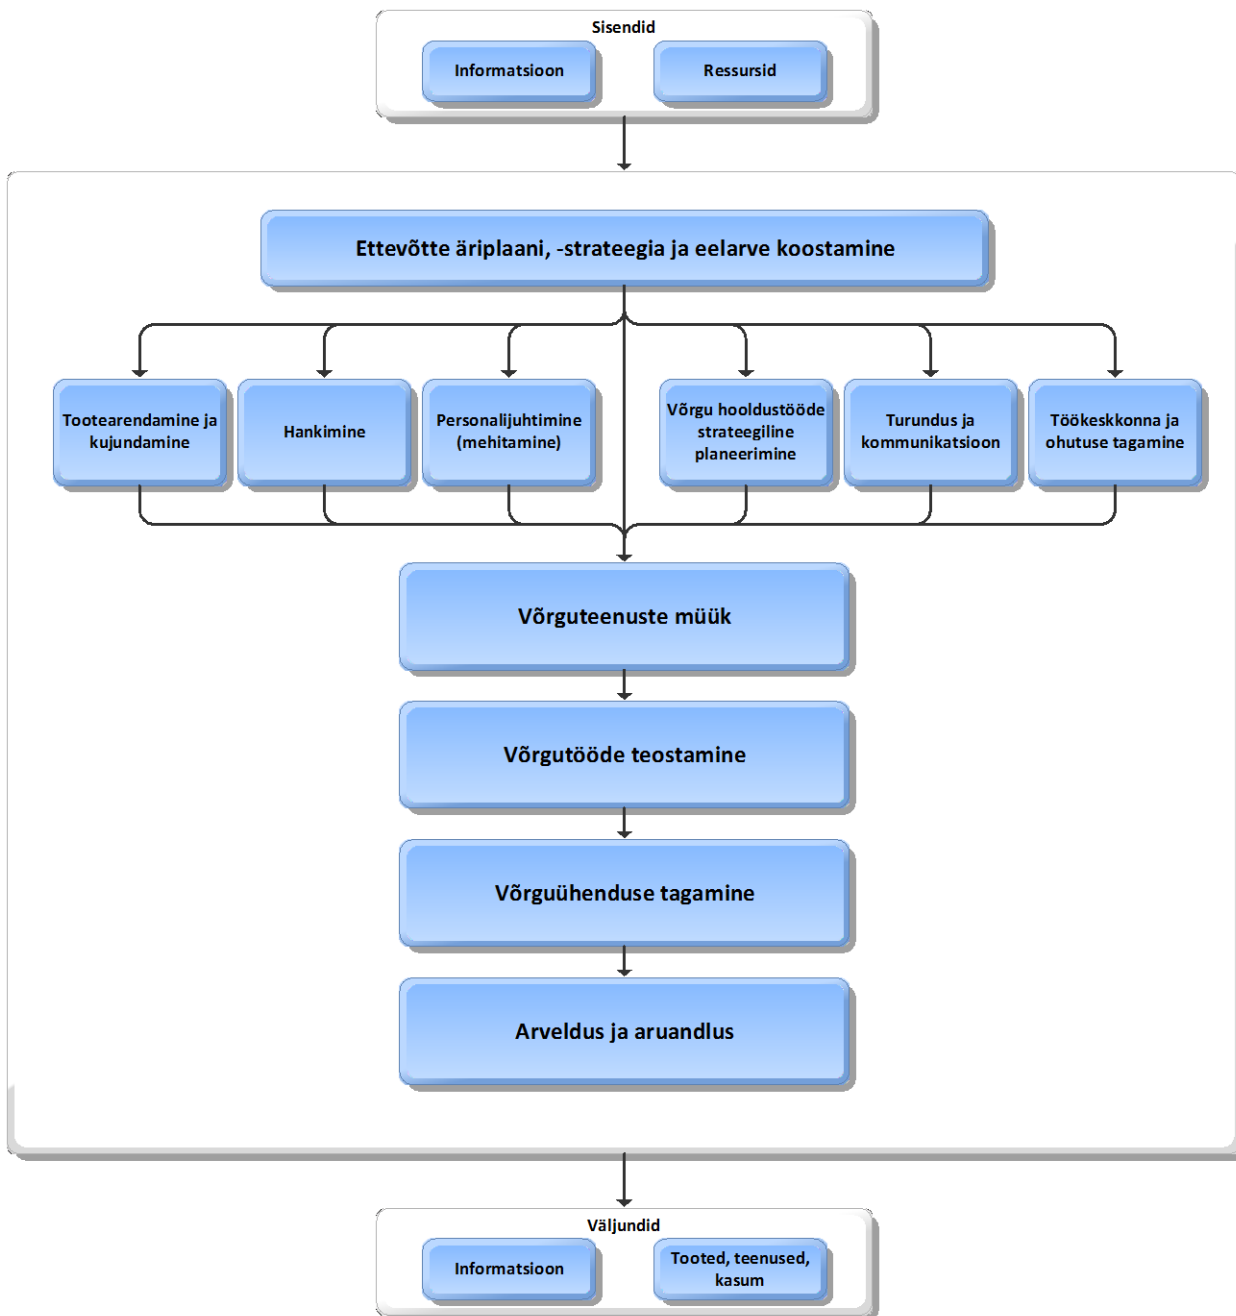 Sisendid
Informatsioon
Ressursid
Ettevõtte äriplaani, -strateegia ja eelarve koostamine
Tootearendamine ja
kujundamine
Hankimine
Personalijuhtimine
(mehitamine)
Võrgu hooldustööde
strateegiline
planeerimine
Turundus ja
kommunikatsioon
Töökeskkonna ja
ohutuse tagamine
Võrguteenuste müük
Võrgutööde teostamine
Võrguühenduse tagamine
Arveldus ja aruandlus
Väljundid
Informatsioon
Tooted, teenused,
kasum